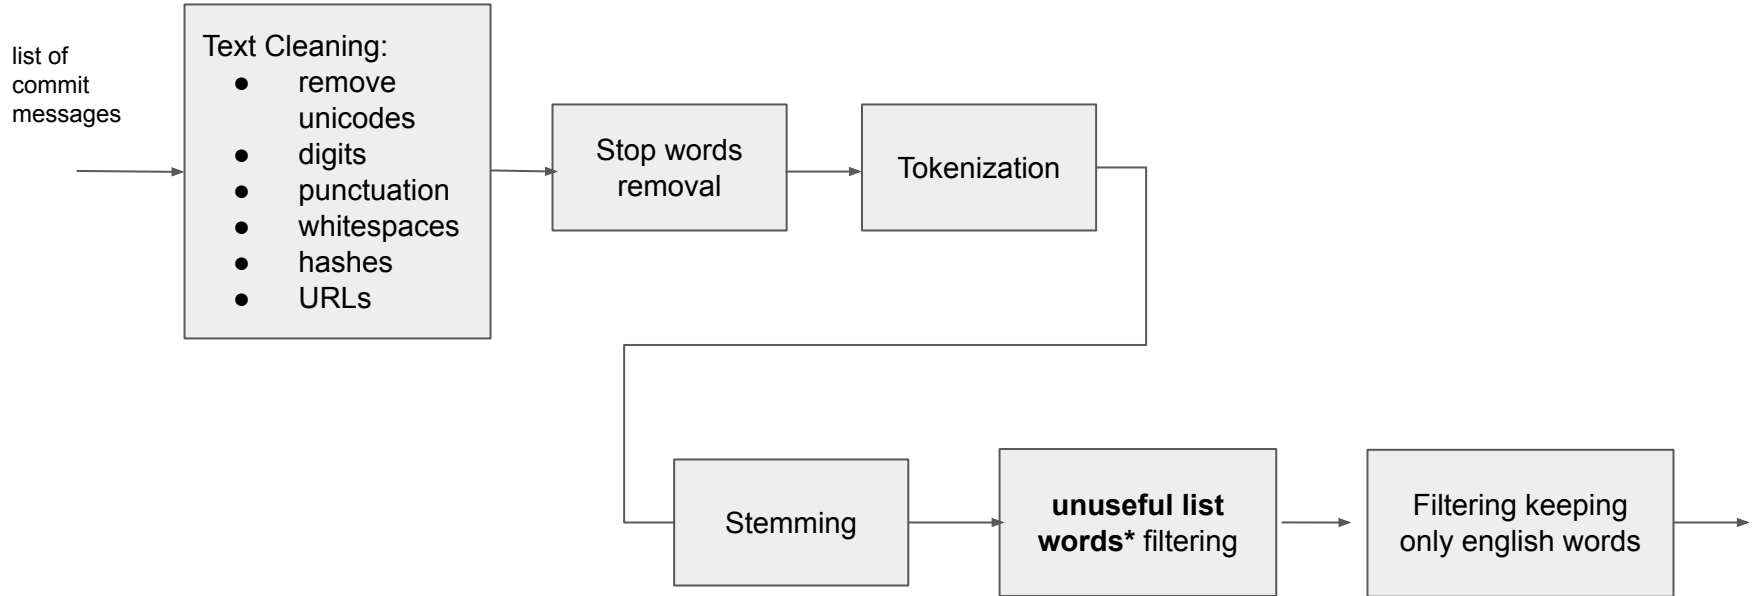 list of
commit
messages
Text Cleaning:
● remove
unicodes
● digits
● punctuation
● whitespaces
● hashes
● URLs
Stop words
removal
Tokenization
Stemming
unuseful list
words* filtering
Filtering keeping
only english words